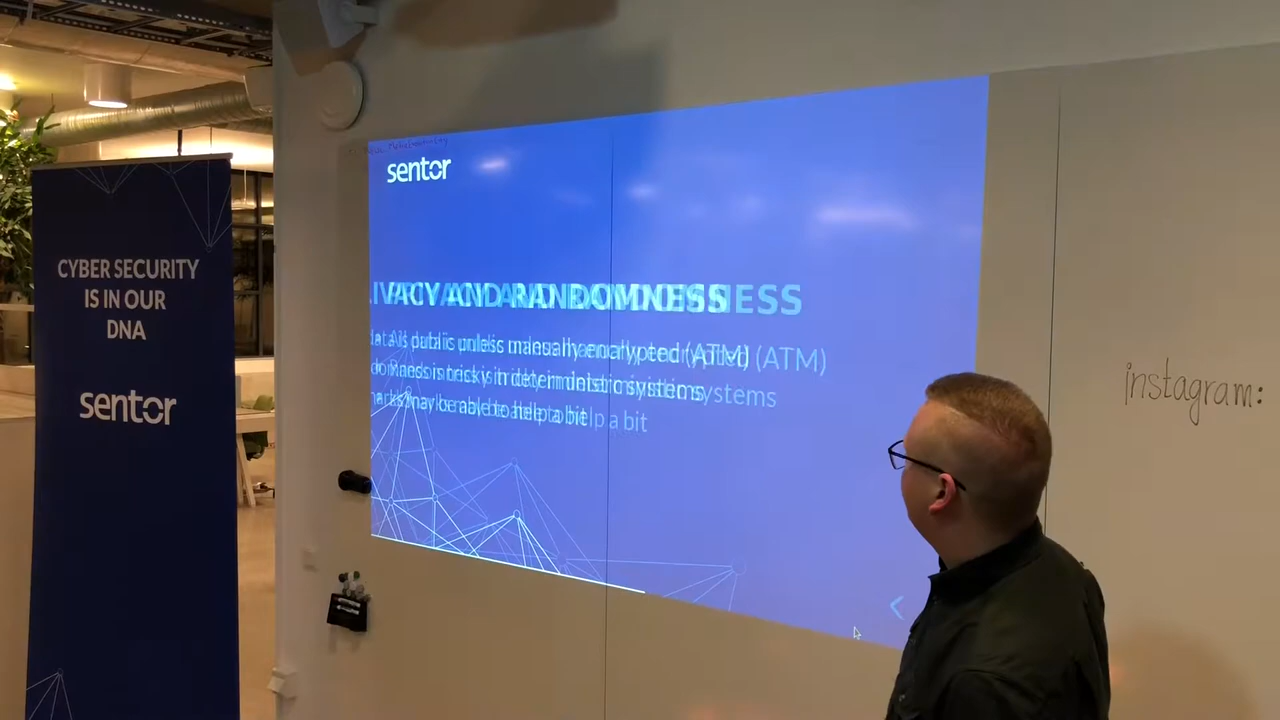 CYBER SECURITY
IS IN OUR
DNA
sentor
sentor
PRIVACY AND RANDOMNESS
All data is public unless manually encrypted (ATM)
Randomness is tricky in deterministic systems
may be able to help a bit
instagram: